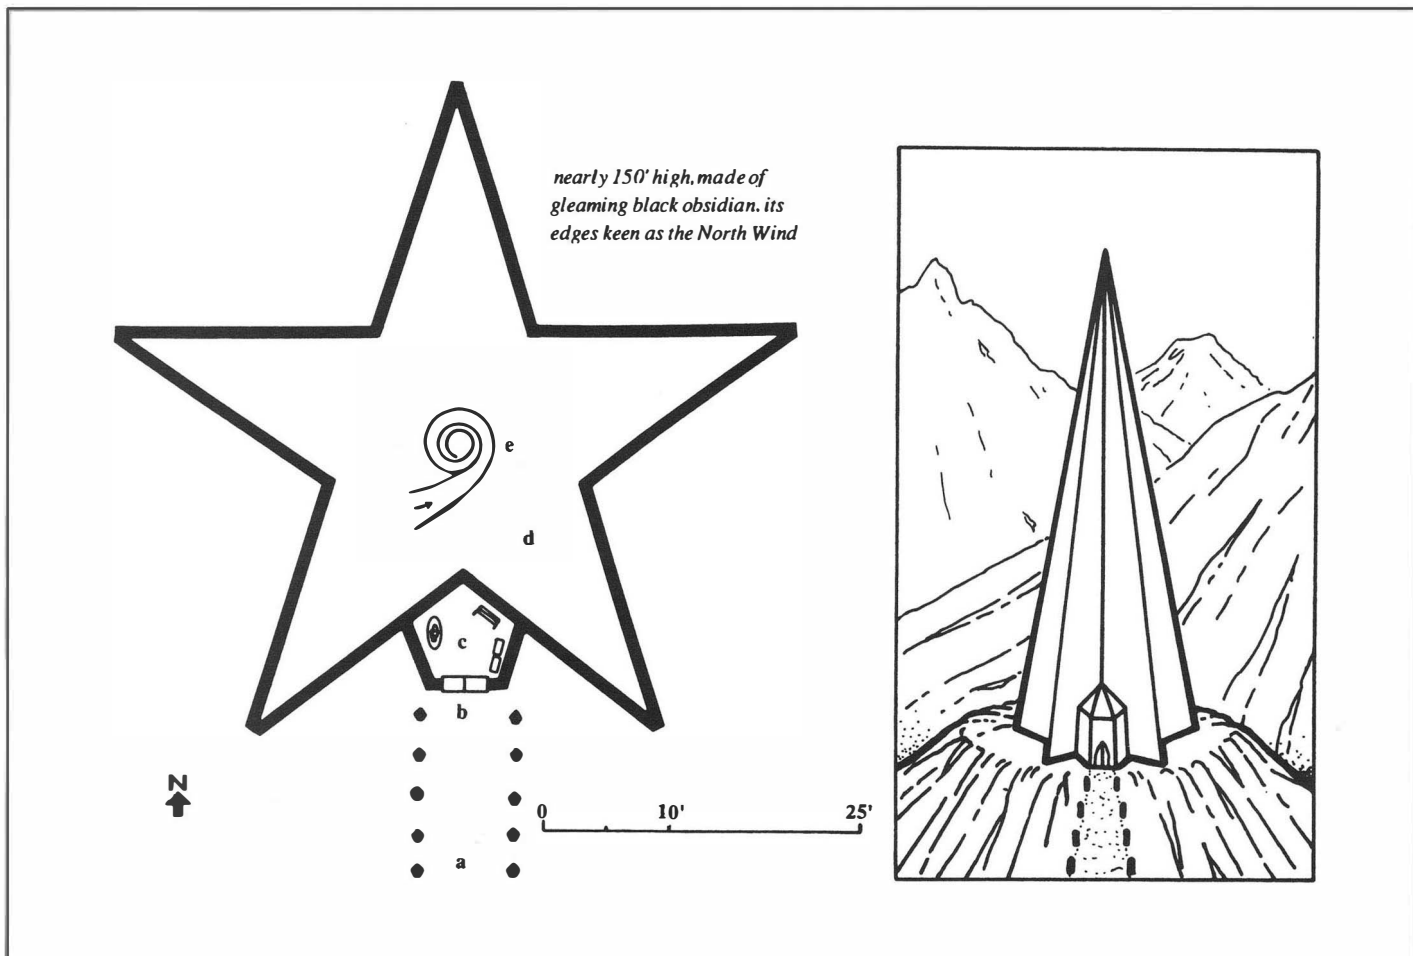 nearly 150' high, made of
gleaming black obsidian. its
edges keen as the North Wind
e
d
c
b
N
0 10' 25'
a